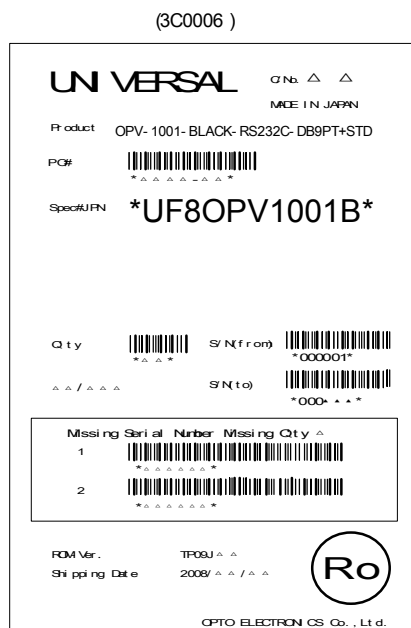 (3C0006 )
UNIVERSAL C/No. △ △
MADE IN JAPAN
Product OPV-1001-BLACK-RS232C-DB9PT+STD
PO#
*△△△△-△△*
Spec#JPN *UF8OPV1001B*
Qty S/N(from)
*△△* *000001*
△△/△△△ S/N(to)
*000▲▲▲*
Missing Serial Number Missing Qty △
1
*△△△△△△*
2
*△△△△△△*
ROM Ver. TP09J△△
Shipping Date 2008/△△/△△
Ro
OPTO ELECTRONICS Co.,Ltd.